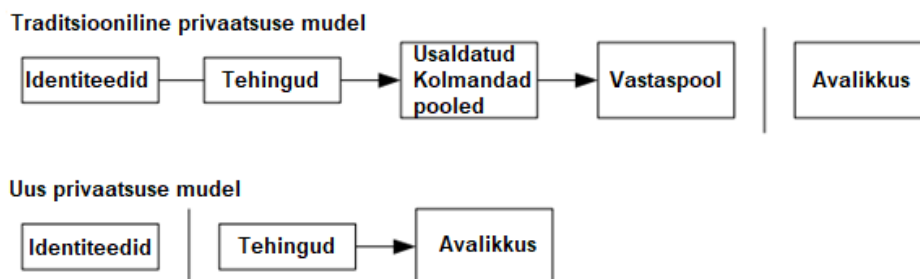 Traditsiooniline privaatsuse mudel
Identiteedid
Tehingud
Usaldatud
Kolmandad
pooled
Vastaspool
Avalikkus
Uus privaatsuse mudel
Identiteedid
Tehingud
Avalikkus